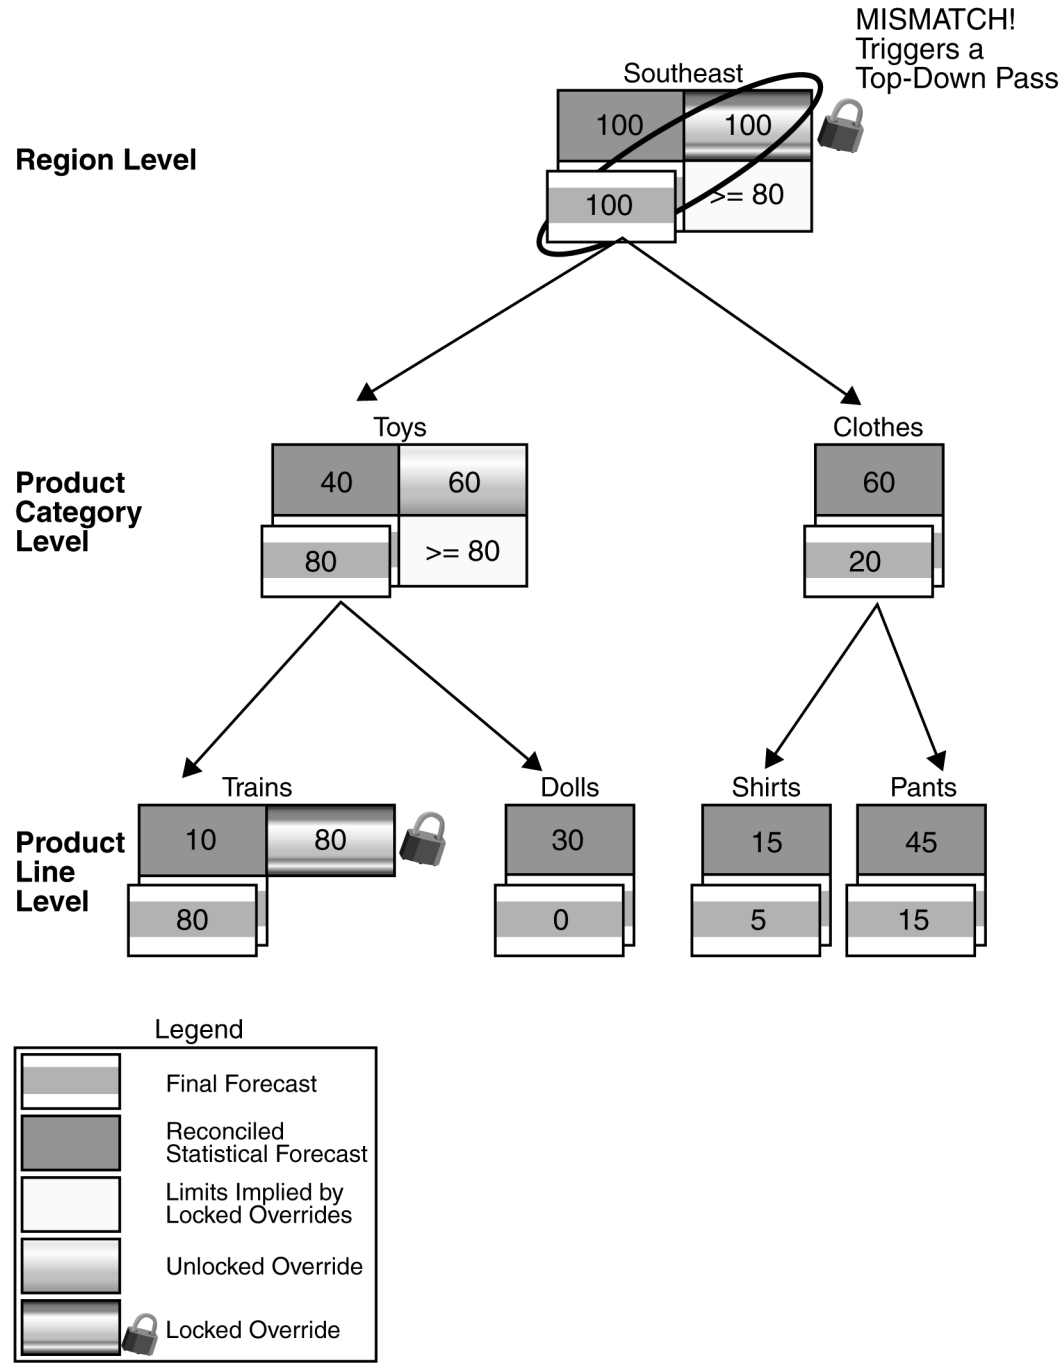 MISMATCH!
Triggers a
Top-Down Pass
Southeast
Region Level
100
100
100
>= 80
Toys
Clothes
Product
Category
Level
40
60
80
>= 80
60
20
Trains
Dolls
Shirts
Pants
Product
Line
Level
10
80
80
30
0
15
5
45
15
Legend
Final Forecast
Reconciled
Statistical Forecast
Limits Implied by
Locked Overrides
Unlocked Override
Locked Override